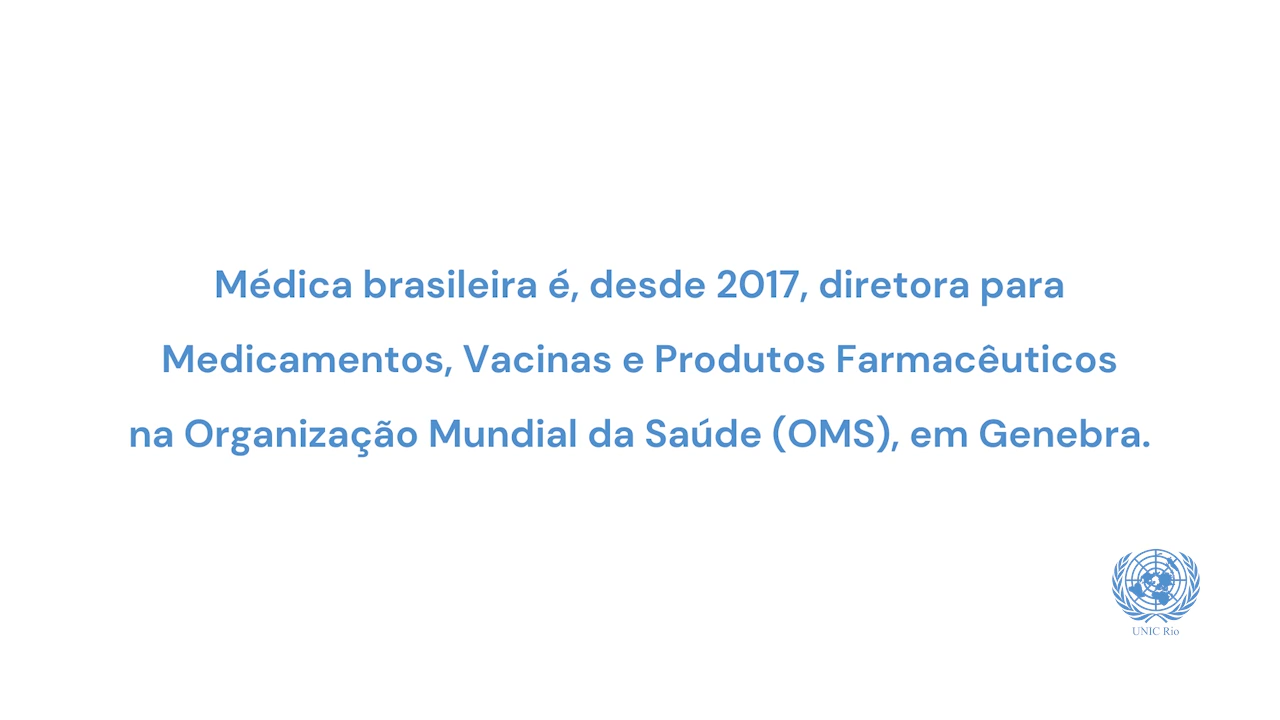 Médica brasileira é, desde 2017, diretora para
Medicamentos, Vacinas e Produtos Farmacêuticos
na Organização Mundial da Saúde (OMS), em Genebra.
UNIC Rio